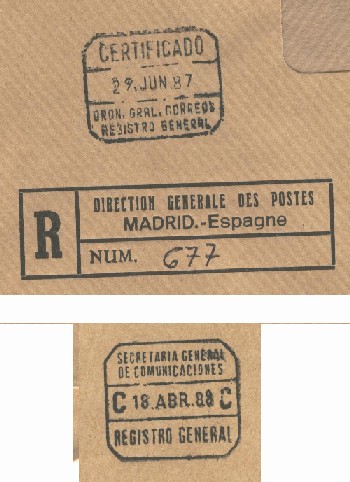 CERTIFICADO
29.JUN.87
DRON. GRAL. CORREOS
REGISTRO GENERAL
R
DIRECTION GENERALE DES POSTES
MADRID.-Espagne
NUM. 677
SECRETARIA GENERAL
DE COMUNICACIONES
C 18.ABR.88 C
REGISTRO GENERAL